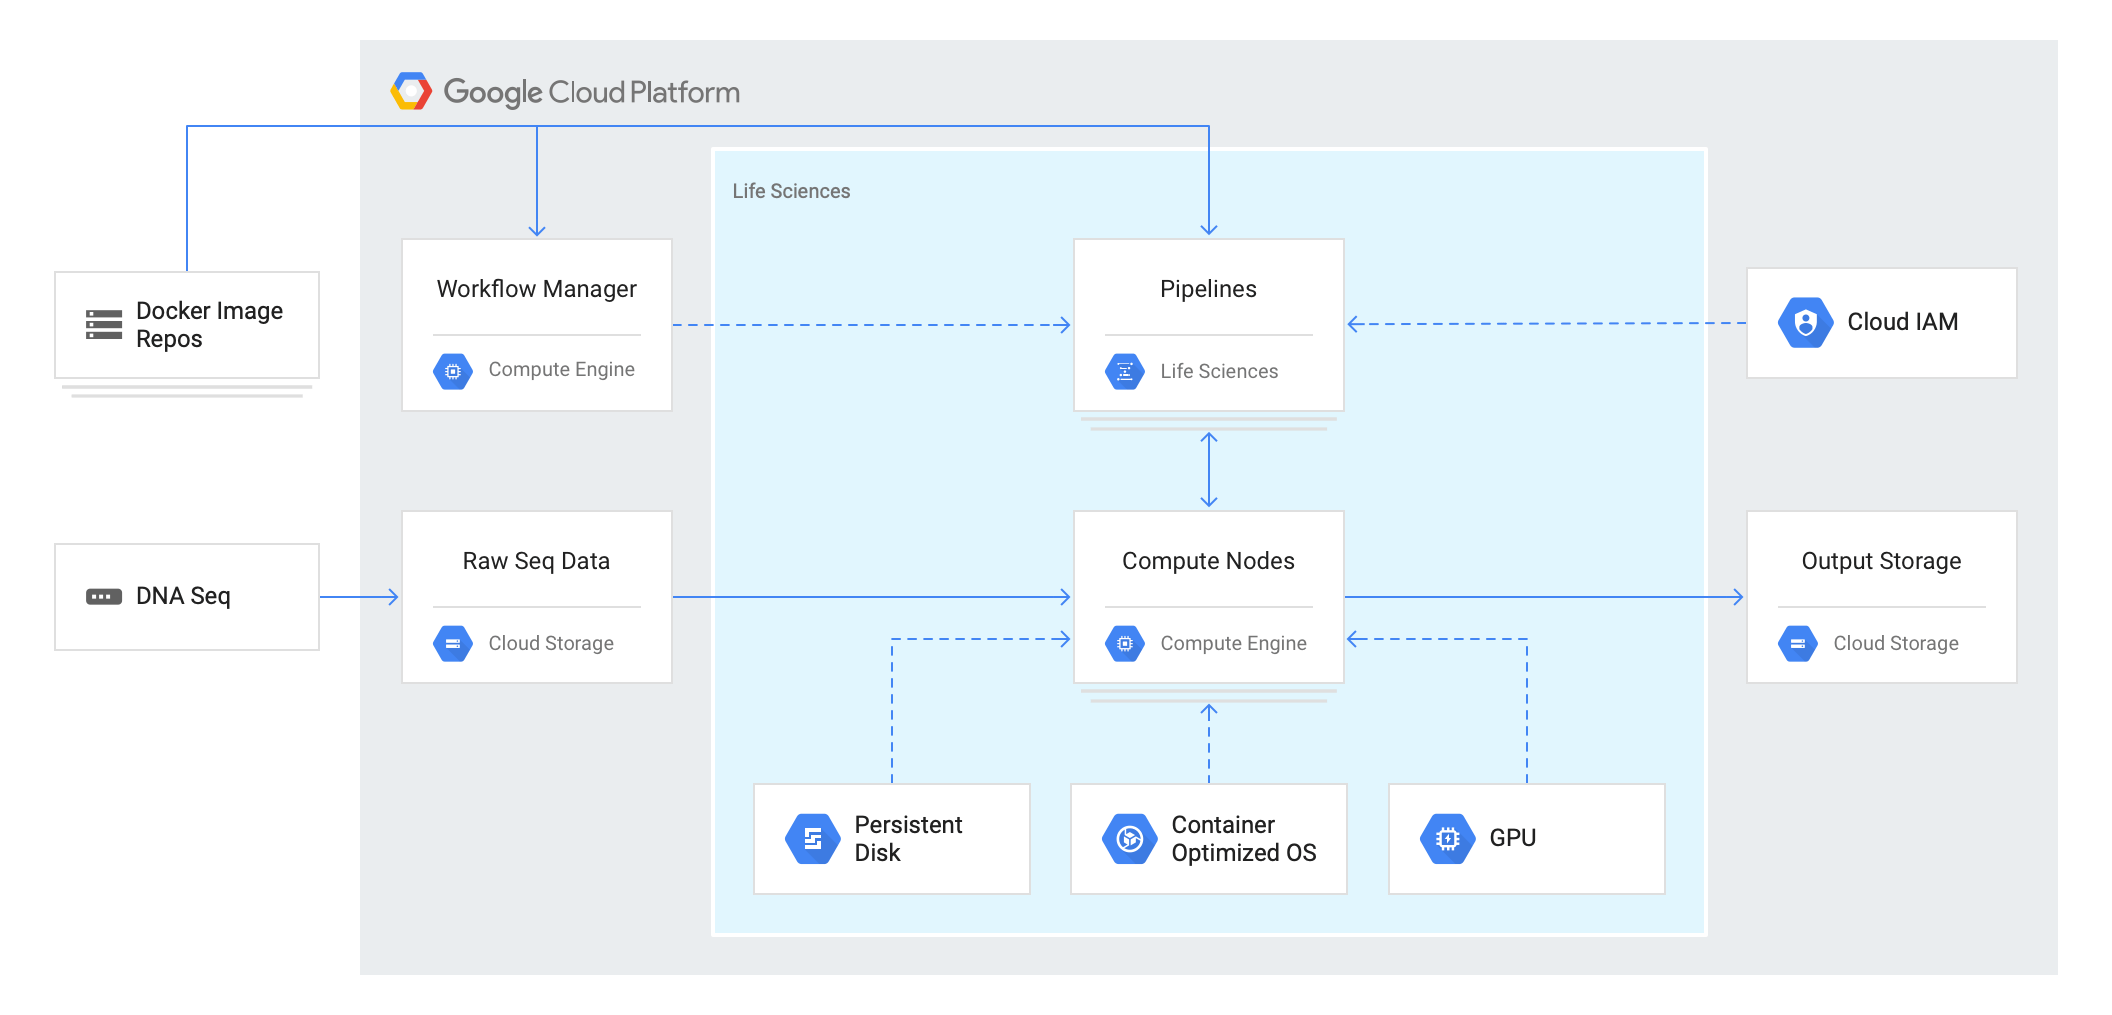 Google Cloud Platform
Life Sciences
Docker Image
Repos
Workflow Manager
Compute Engine
Pipelines
Life Sciences
Cloud IAM
DNA Seq
Raw Seq Data
Cloud Storage
Compute Nodes
Compute Engine
Output Storage
Cloud Storage
Persistent
Disk
Container
Optimized OS
GPU